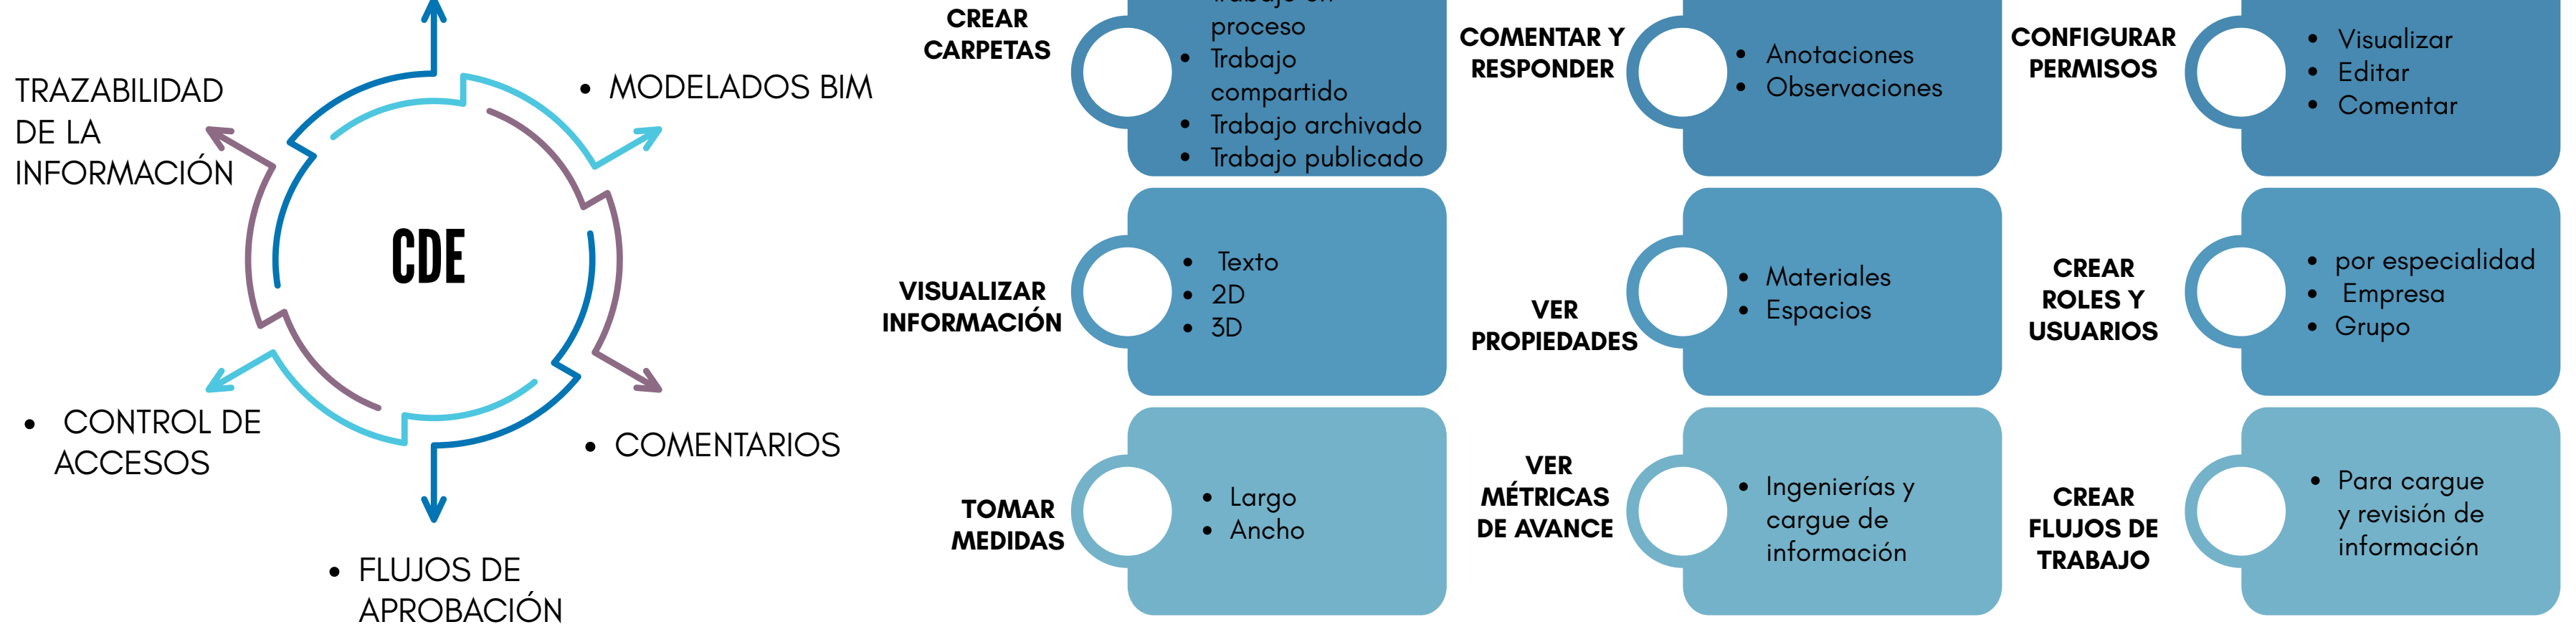 TRAZABILIDAD
DE LA
INFORMACIÓN
• MODELADOS BIM
CDE
• CONTROL DE
ACCESOS
• COMENTARIOS
• FLUJOS DE
APROBACIÓN
CREAR
CARPETAS
proceso
• Trabajo
compartido
• Trabajo archivado
• Trabajo publicado
COMENTAR Y
RESPONDER
• Anotaciones
• Observaciones
CONFIGURAR
PERMISOS
• Visualizar
• Editar
• Comentar
VISUALIZAR
INFORMACIÓN
• Texto
• 2D
• 3D
VER
PROPIEDADES
• Materiales
• Espacios
CREAR
ROLES Y
USUARIOS
• por especialidad
• Empresa
• Grupo
TOMAR
MEDIDAS
• Largo
• Ancho
VER
MÉTRICAS
DE AVANCE
• Ingenierías y
cargue de
información
CREAR
FLUJOS DE
TRABAJO
• Para cargue
y revisión de
información